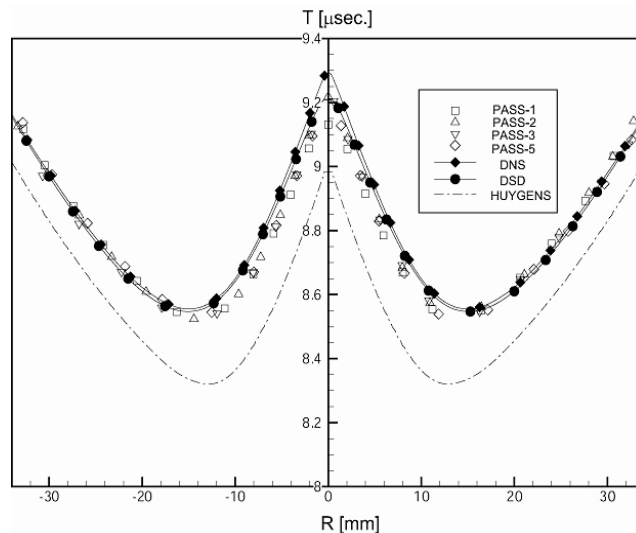 T [μsec.]
9.4
9.2
9
8.8
8.6
8.4
8.2
8
PASS-1
PASS-2
PASS-3
PASS-5
DNS
DSD
HUYGENS
-30 -20 -10 0 10 20 30
R [mm]